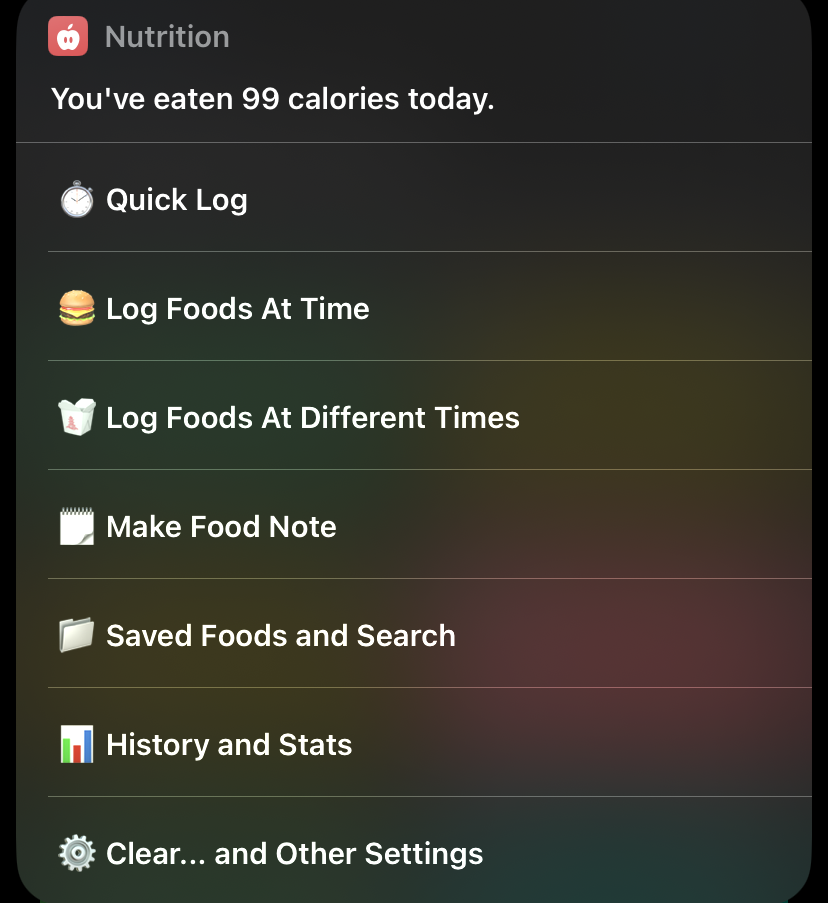 Nutrition
You've eaten 99 calories today.
Quick Log
Log Foods At Time
Log Foods At Different Times
Make Food Note
Saved Foods and Search
History and Stats
Clear... and Other Settings